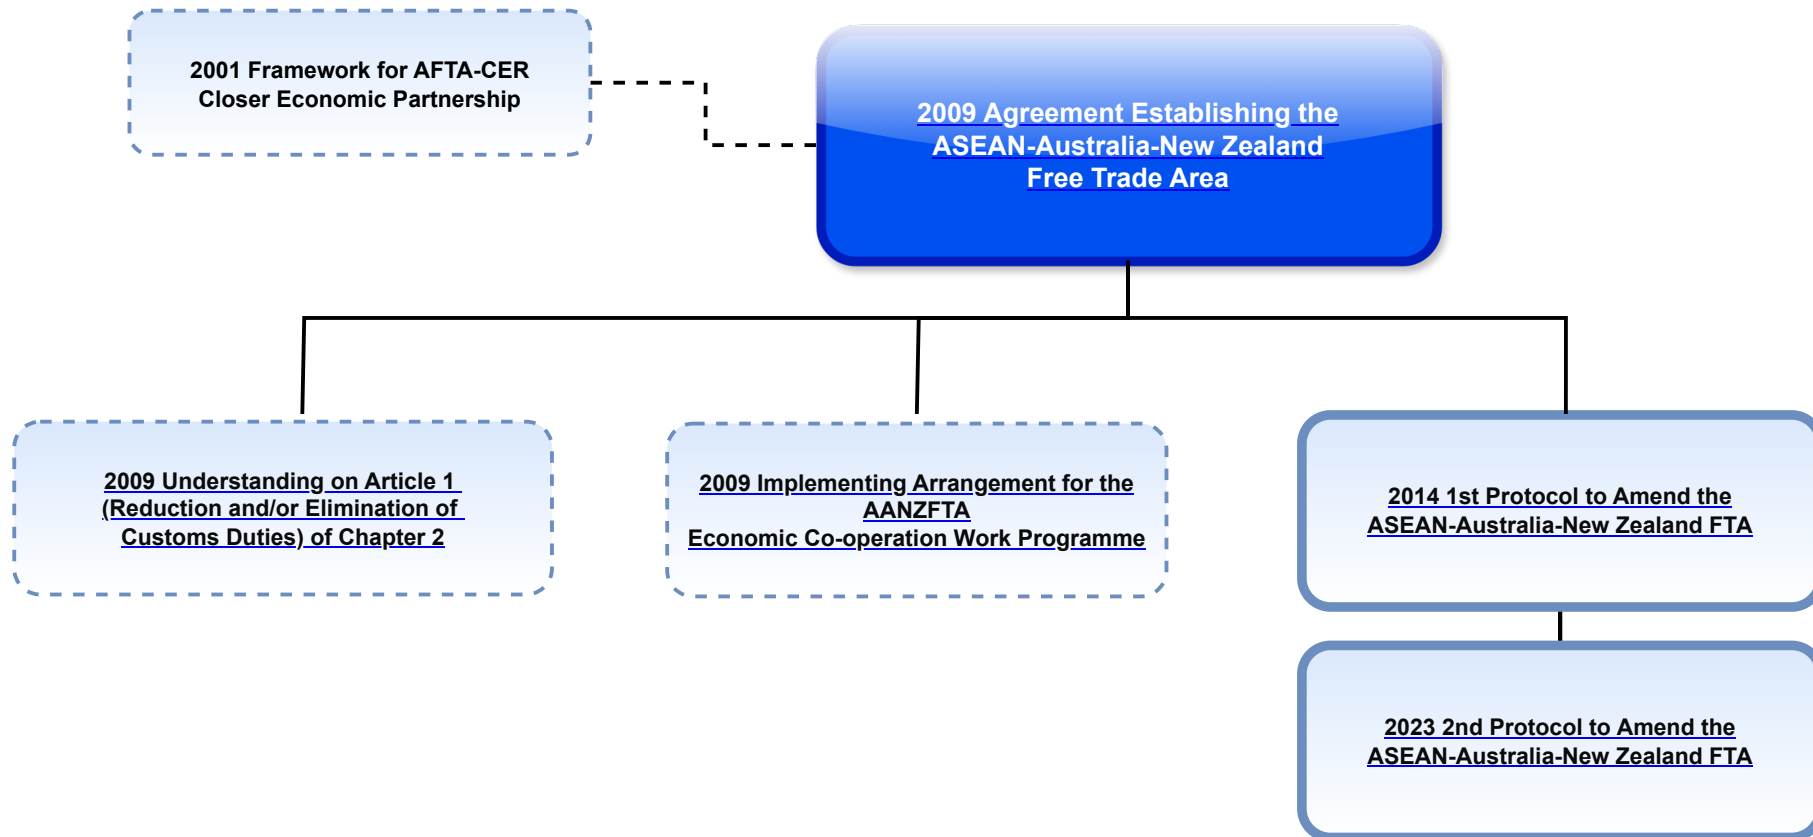 2001 Framework for AFTA-CER
Closer Economic Partnership
2009 Agreement Establishing the
ASEAN-Australia-New Zealand
Free Trade Area
2009 Understanding on Article 1
(Reduction and/or Elimination of
Customs Duties) of Chapter 2
2009 Implementing Arrangement for the
AANZFTA
Economic Co-operation Work Programme
2014 1st Protocol to Amend the
ASEAN-Australia-New Zealand FTA
2023 2nd Protocol to Amend the
ASEAN-Australia-New Zealand FTA